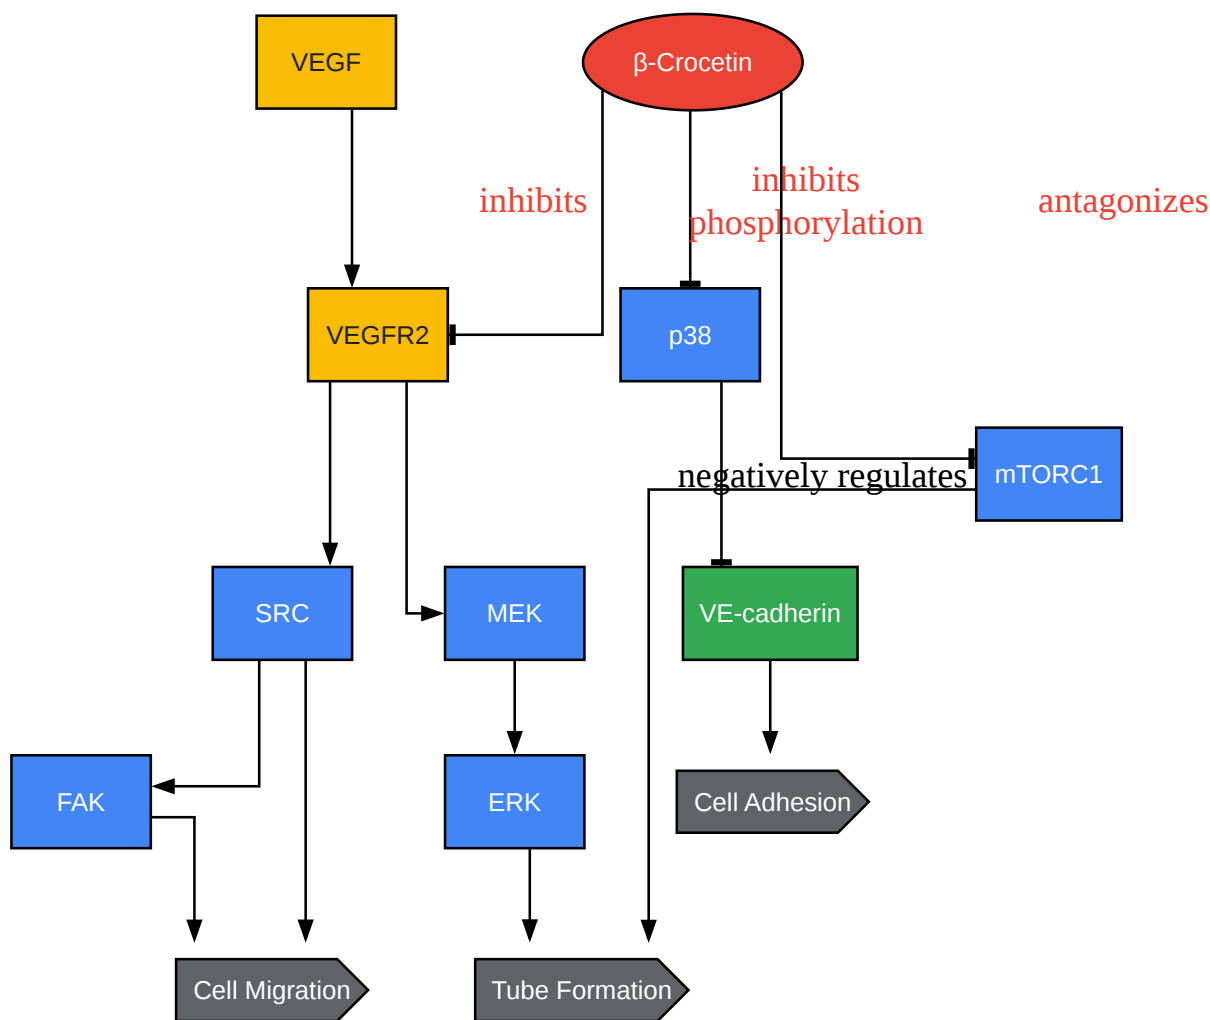 VEGF
β-Crocetin
inhibits
inhibits
phosphorylation
antagonizes
VEGFR2
p38
negatively regulates
mTORC1
SRC
MEK
VE-cadherin
FAK
ERK
Cell Adhesion
Cell Migration
Tube Formation